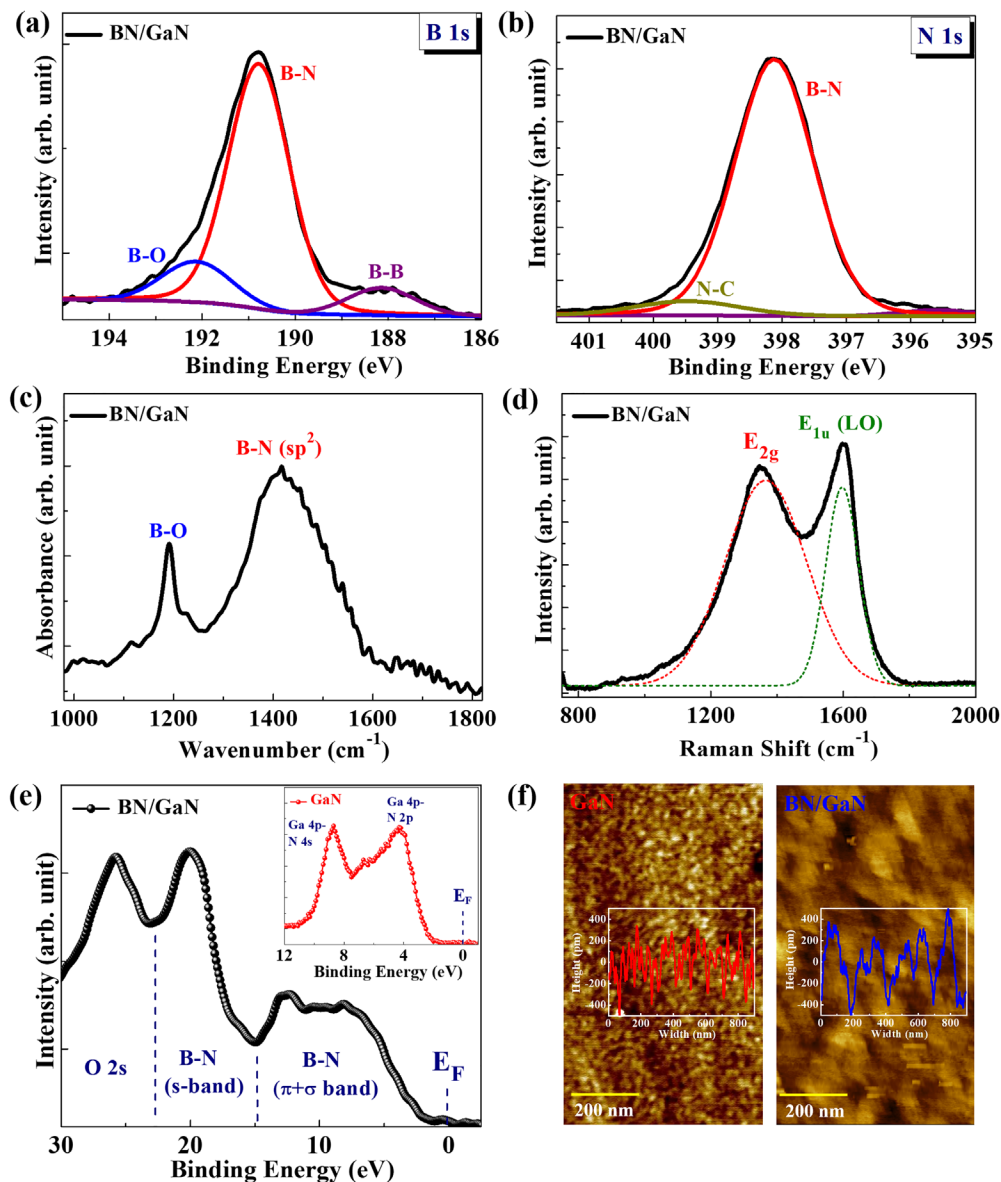 (a)
BN/GaN
B 1s
B-N
B-O
B-B
Intensity (arb. unit)
194 192 190 188 186
Binding Energy (eV)
(b)
BN/GaN
N 1s
B-N
N-C
Intensity (arb. unit)
401 400 399 398 397 396 395
Binding Energy (eV)
(c)
BN/GaN
B-N (sp²)
B-O
Absorbance (arb. unit)
1000 1200 1400 1600 1800
Wavenumber (cm⁻¹)
(d)
BN/GaN
E₂g
E₁u (LO)
Intensity (arb. unit)
800 1200 1600 2000
Raman Shift (cm⁻¹)
(e)
BN/GaN
O 2s
B-N
(s-band)
B-N
(π+σ band)
E_F
Intensity (arb. unit)
30 20 10 0
Binding Energy (eV)
GaN
Ga 4p-
N 4s
Ga 4p-
N 2p
E_F
12 8 4 0
Binding Energy (eV)
(f)
GaN
400
200
0
-200
-400
Height (pm)
0 200 400 600 800
Width (nm)
200 nm
BN/GaN
400
200
0
-200
-400
Height (pm)
0 200 400 600 800
Width (nm)
200 nm